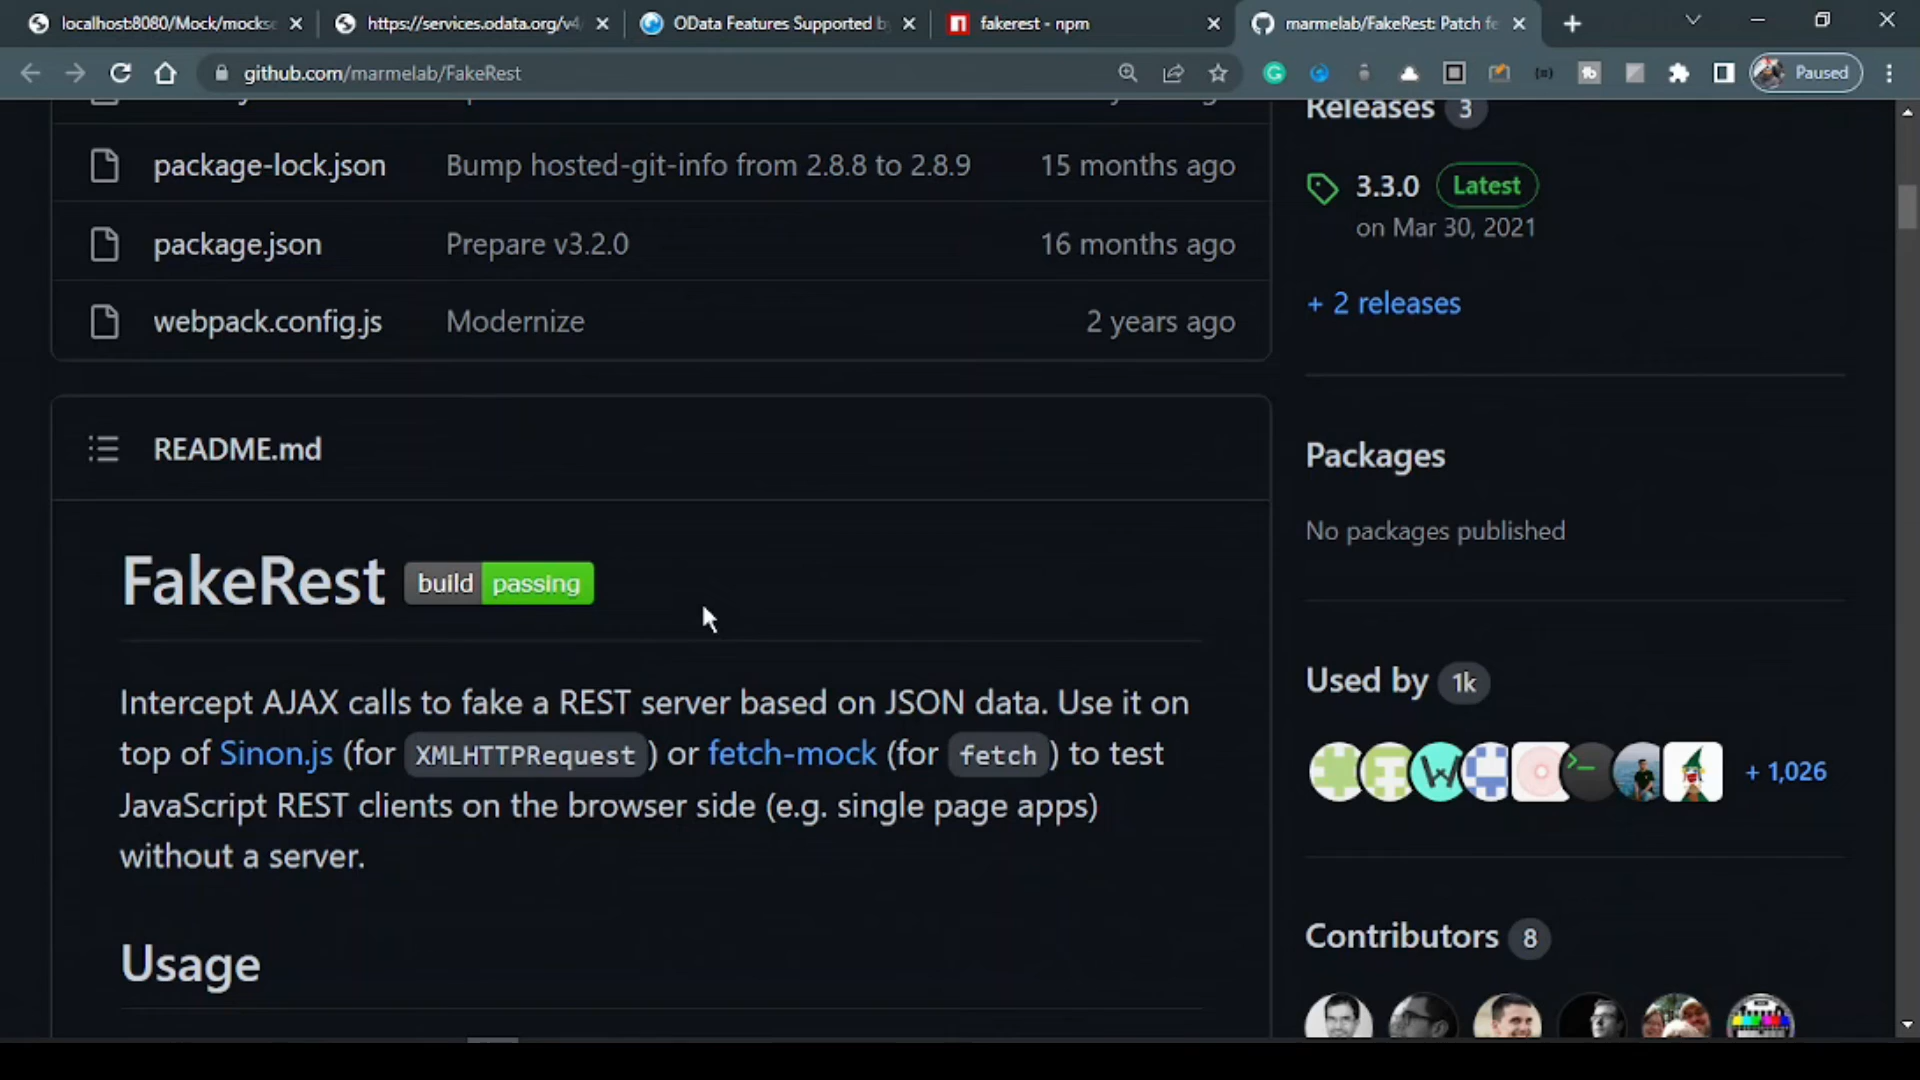 localhost:8080/Mock/mockse
https://services.odata.org/v4/
OData Features Supported b
fakerest - npm
marmelab/FakeRest: Patch fe
github.com/marmelab/FakeRest
Paused
package-lock.json Bump hosted-git-info from 2.8.8 to 2.8.9 15 months ago
package.json Prepare v3.2.0 16 months ago
webpack.config.js Modernize 2 years ago
README.md
FakeRest build passing
Intercept AJAX calls to fake a REST server based on JSON data. Use it on
top of Sinon.js (for XMLHTTPRequest) or fetch-mock (for fetch) to test
JavaScript REST clients on the browser side (e.g. single page apps)
without a server.
Usage
Releases 3
3.3.0 Latest
on Mar 30, 2021
+ 2 releases
Packages
No packages published
Used by 1k
+ 1,026
Contributors 8